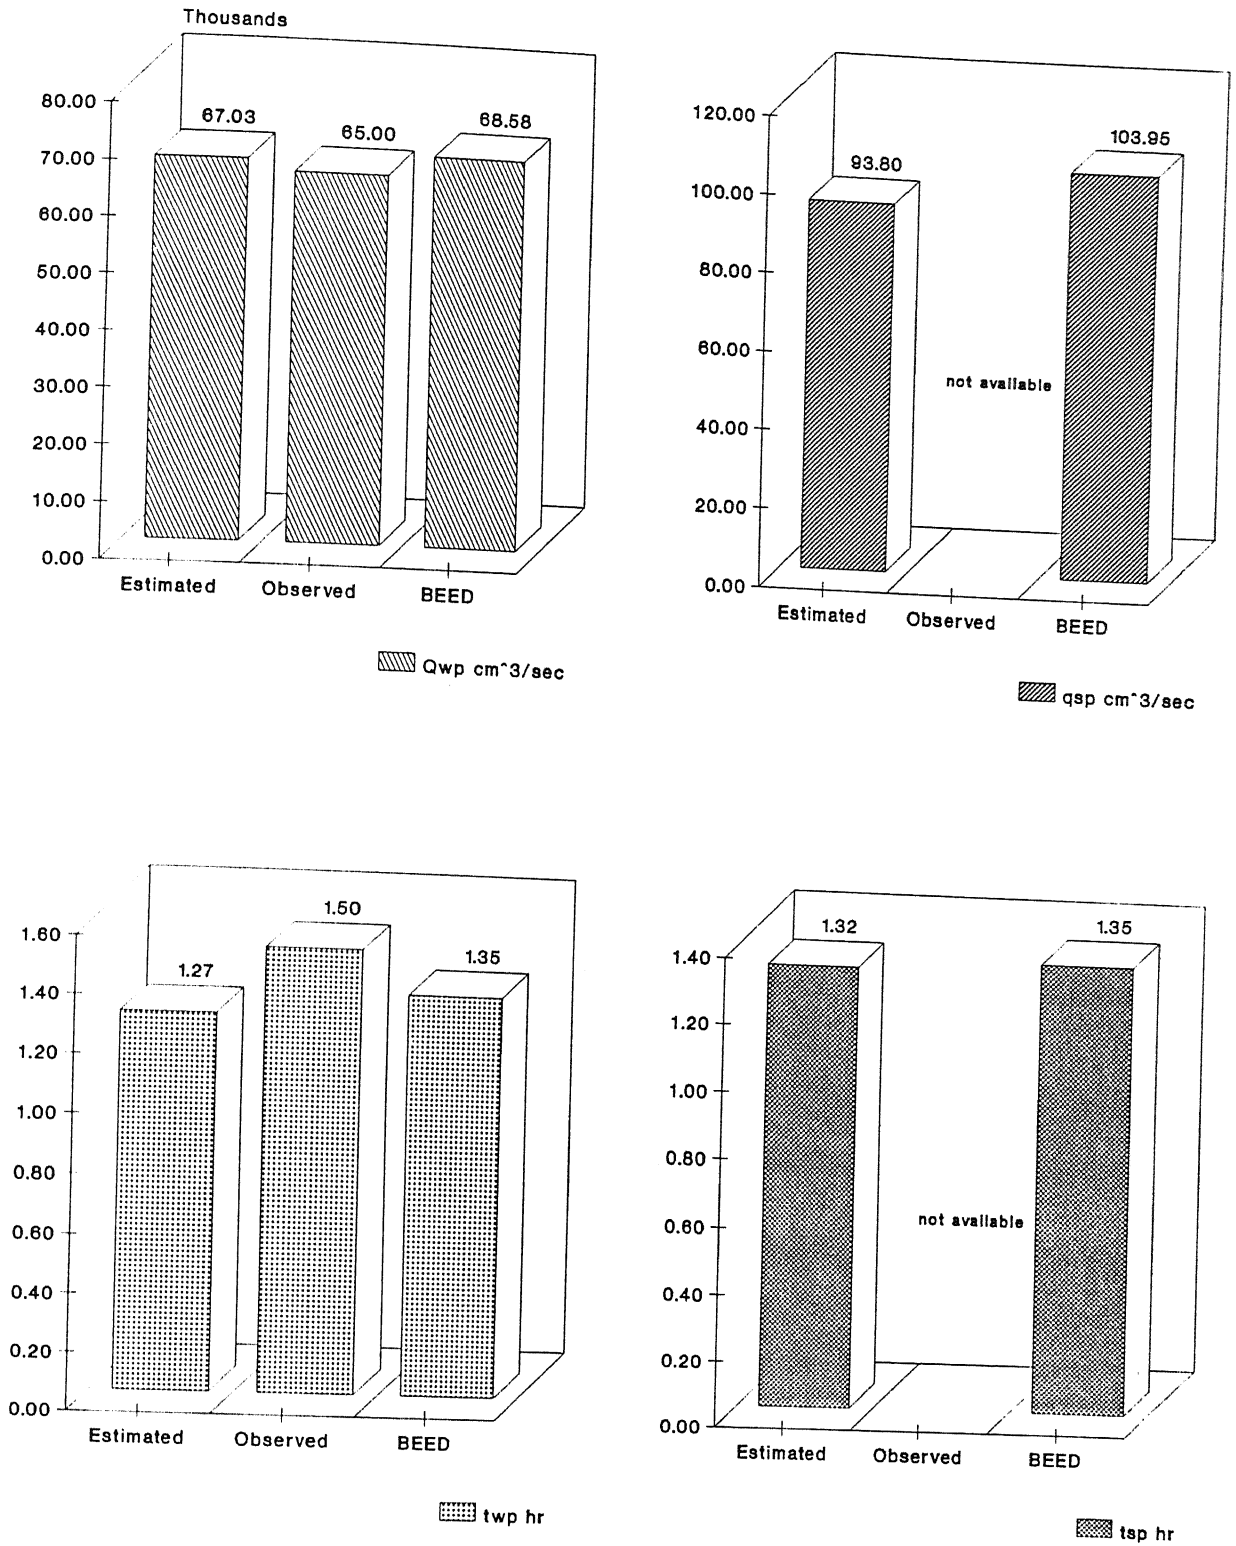 Thousands
80.00
70.00
60.00
50.00
40.00
30.00
20.00
10.00
0.00
67.03
65.00
68.58
Estimated
Observed
BEED
Qwp cm^3/sec
120.00
100.00
80.00
60.00
40.00
20.00
0.00
93.80
103.95
not available
Estimated
Observed
BEED
qsp cm^3/sec
1.60
1.40
1.20
1.00
0.80
0.60
0.40
0.20
0.00
1.27
1.50
1.35
Estimated
Observed
BEED
twp hr
1.40
1.20
1.00
0.80
0.60
0.40
0.20
0.00
1.32
1.35
not available
Estimated
Observed
BEED
tsp hr